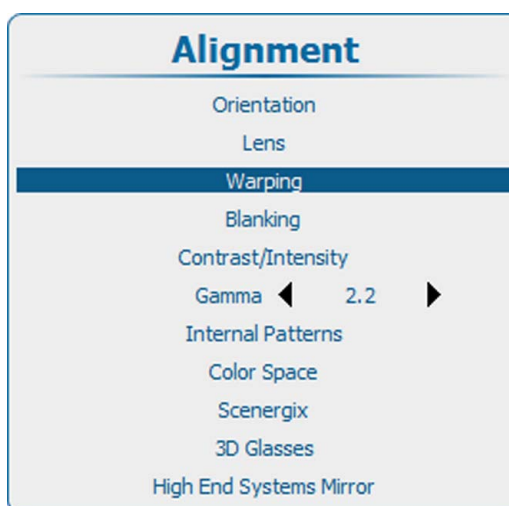 Alignment
Orientation
Lens
Warping
Blanking
Contrast/Intensity
Gamma 2.2
Internal Patterns
Color Space
Scenergix
3D Glasses
High End Systems Mirror